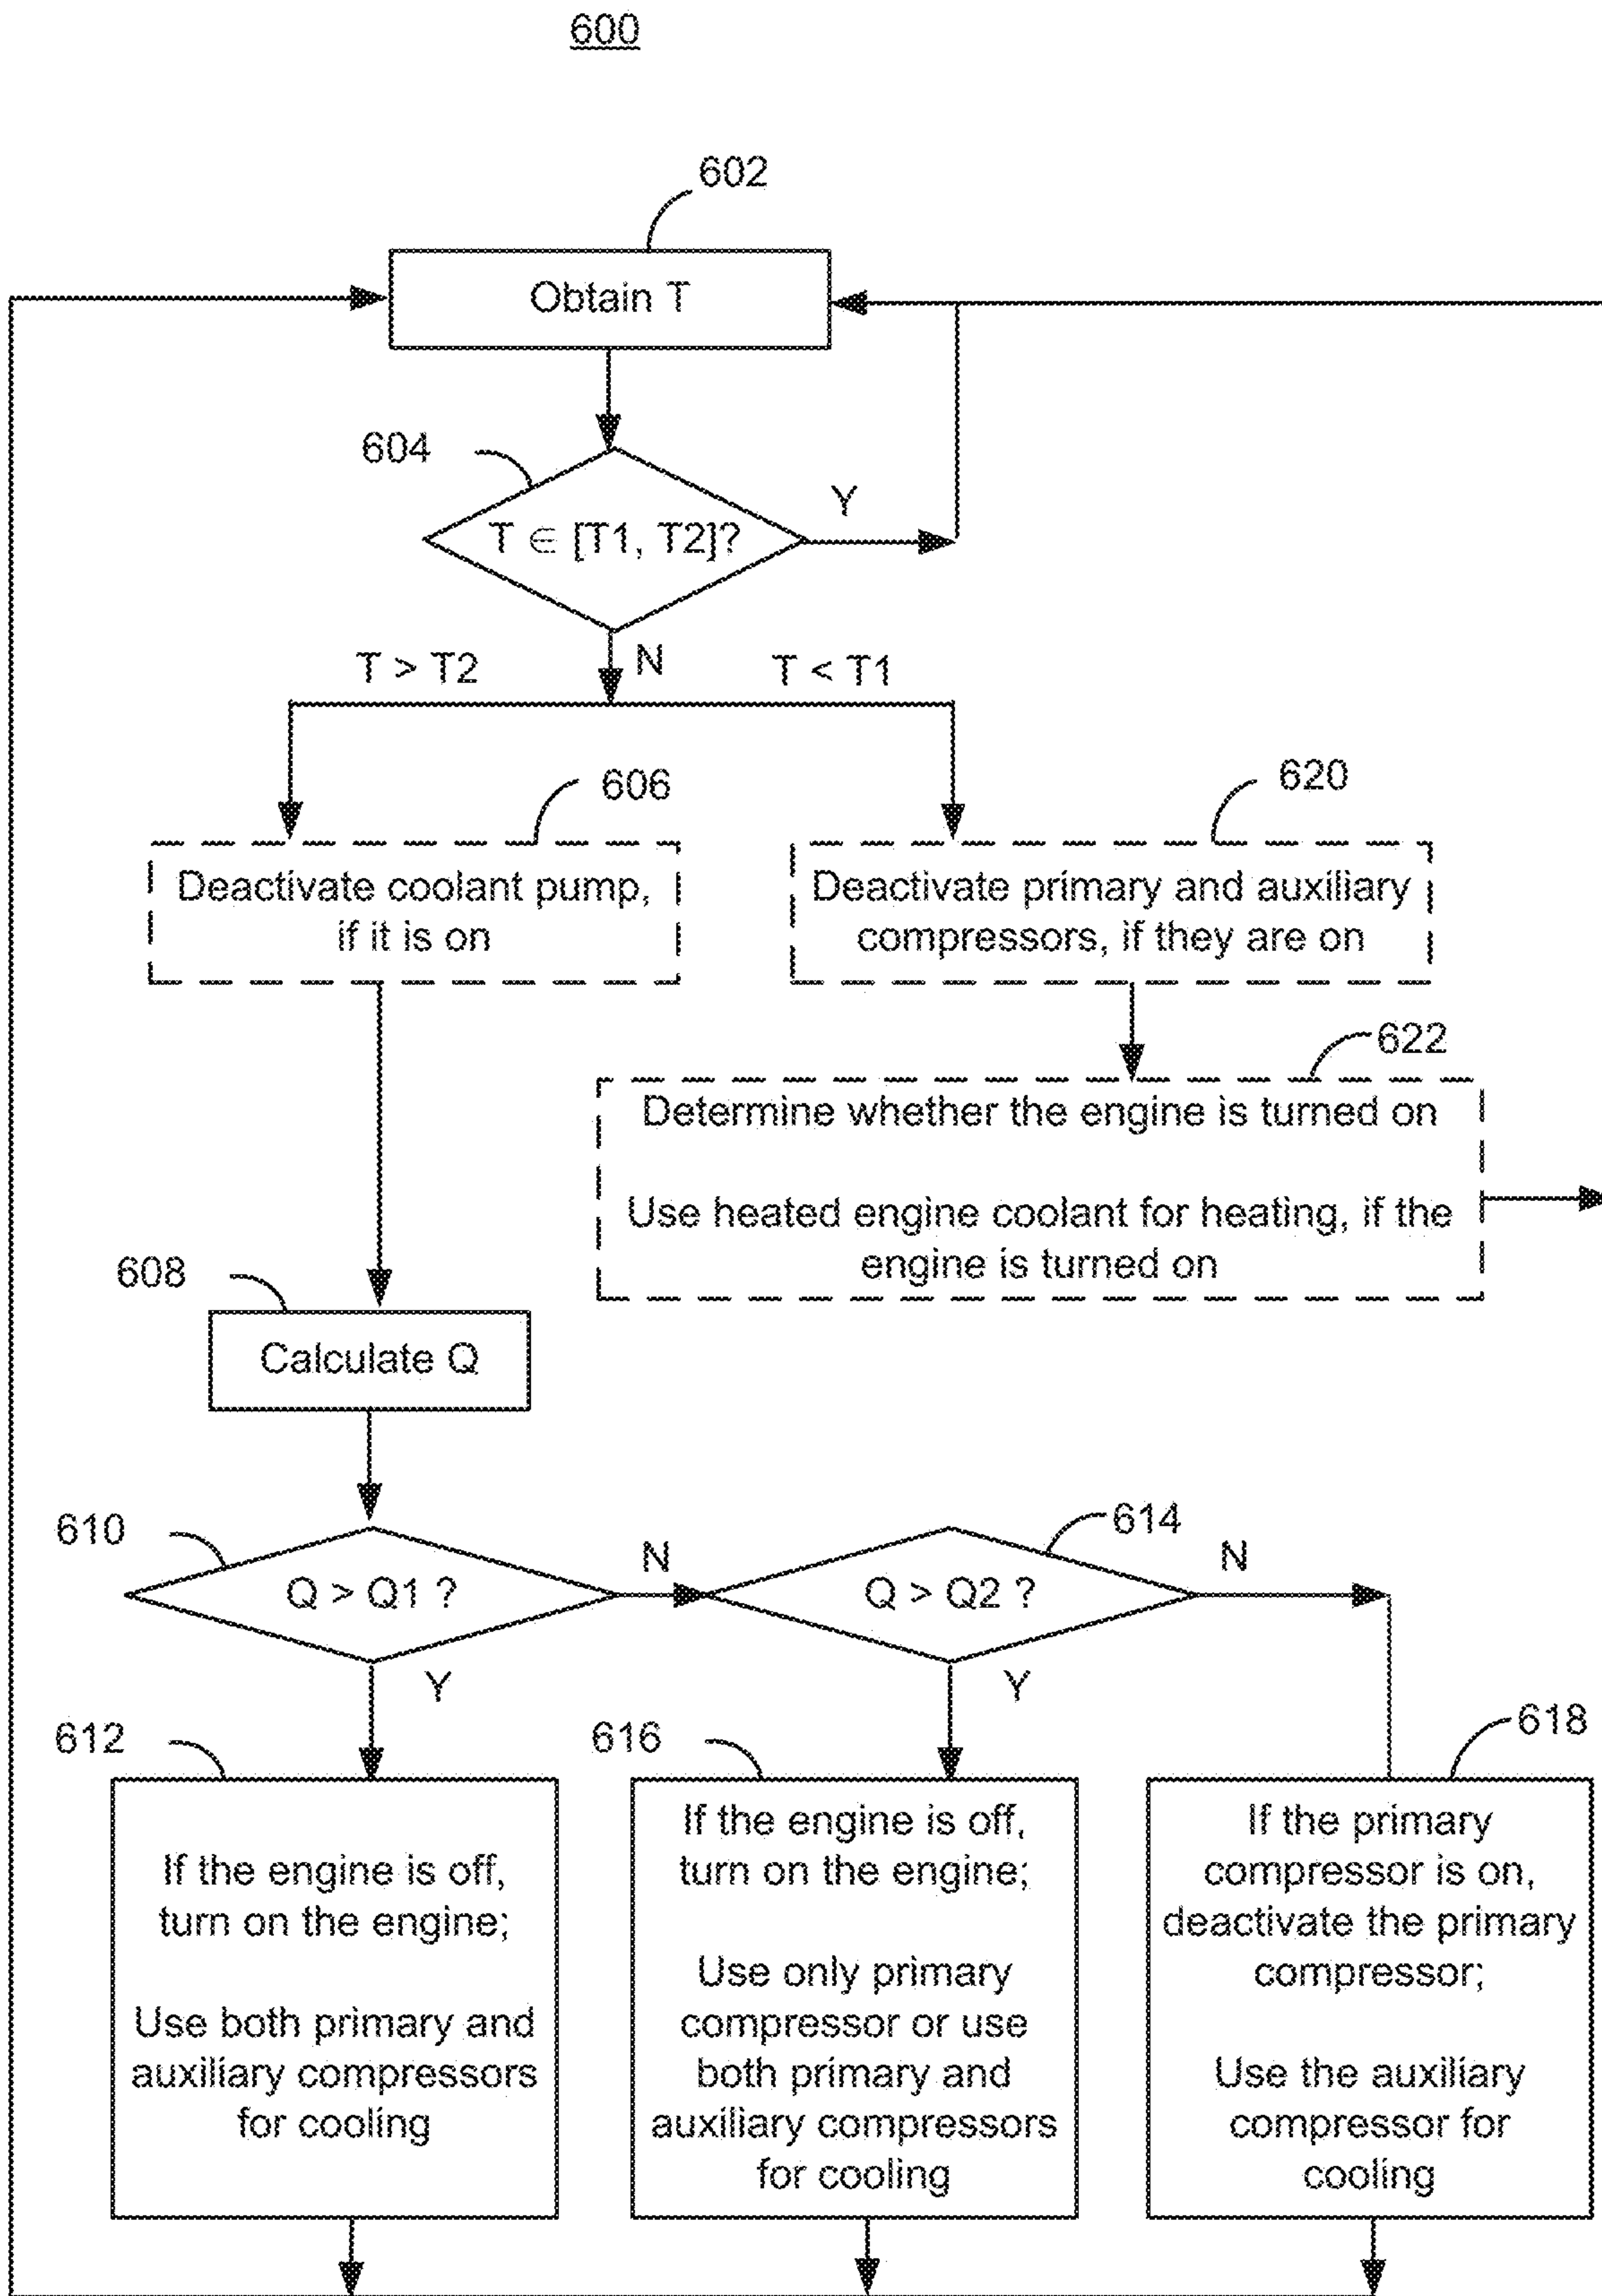 600
602
Obtain T
604
T ∈ [T1, T2]?
Y
N
T > T2
T < T1
606
Deactivate coolant pump,
if it is on
620
Deactivate primary and auxiliary
compressors, if they are on
622
Determine whether the engine is turned on
Use heated engine coolant for heating, if the
engine is turned on
608
Calculate Q
610
Q > Q1 ?
N
Y
614
Q > Q2 ?
N
Y
612
If the engine is off,
turn on the engine;
Use both primary and
auxiliary compressors
for cooling
616
If the engine is off,
turn on the engine;
Use only primary
compressor or use
both primary and
auxiliary compressors
for cooling
618
If the primary
compressor is on,
deactivate the primary
compressor;
Use the auxiliary
compressor for
cooling